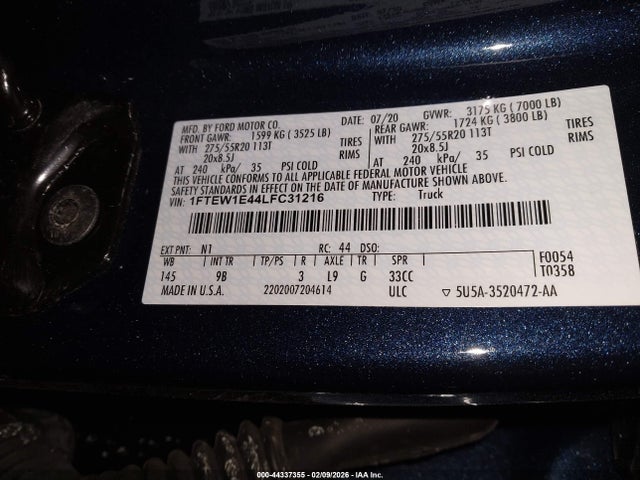 MFD. BY FORD MOTOR CO. DATE: 07/20 GVWR: 3175 KG ( 7000 LB)
FRONT GAWR: 1599 KG ( 3525 LB) REAR GAWR: 1724 KG ( 3800 LB)
WITH 275/55R20 113T TIRES WITH 275/55R20 113T TIRES
20x8.5J RIMS 20x8.5J RIMS
AT 240 kPa/ 35 PSI COLD AT 240 kPa/ 35 PSI COLD
THIS VEHICLE CONFORMS TO ALL APPLICABLE FEDERAL MOTOR VEHICLE
SAFETY STANDARDS IN EFFECT ON THE DATE OF MANUFACTURE SHOWN ABOVE.
VIN: 1FTEW1E44LFC31216 TYPE: Truck
EXT PNT: N1 RC: 44 DSO: F0054
WB INT TR TP/PS R AXLE TR SPR T0358
145 9B 3 L9 G 33CC
MADE IN U.S.A. 2202007204614 ULC ▽ 5U5A-3520472-AA
000-44337355 - 02/09/2026 - IAA Inc.